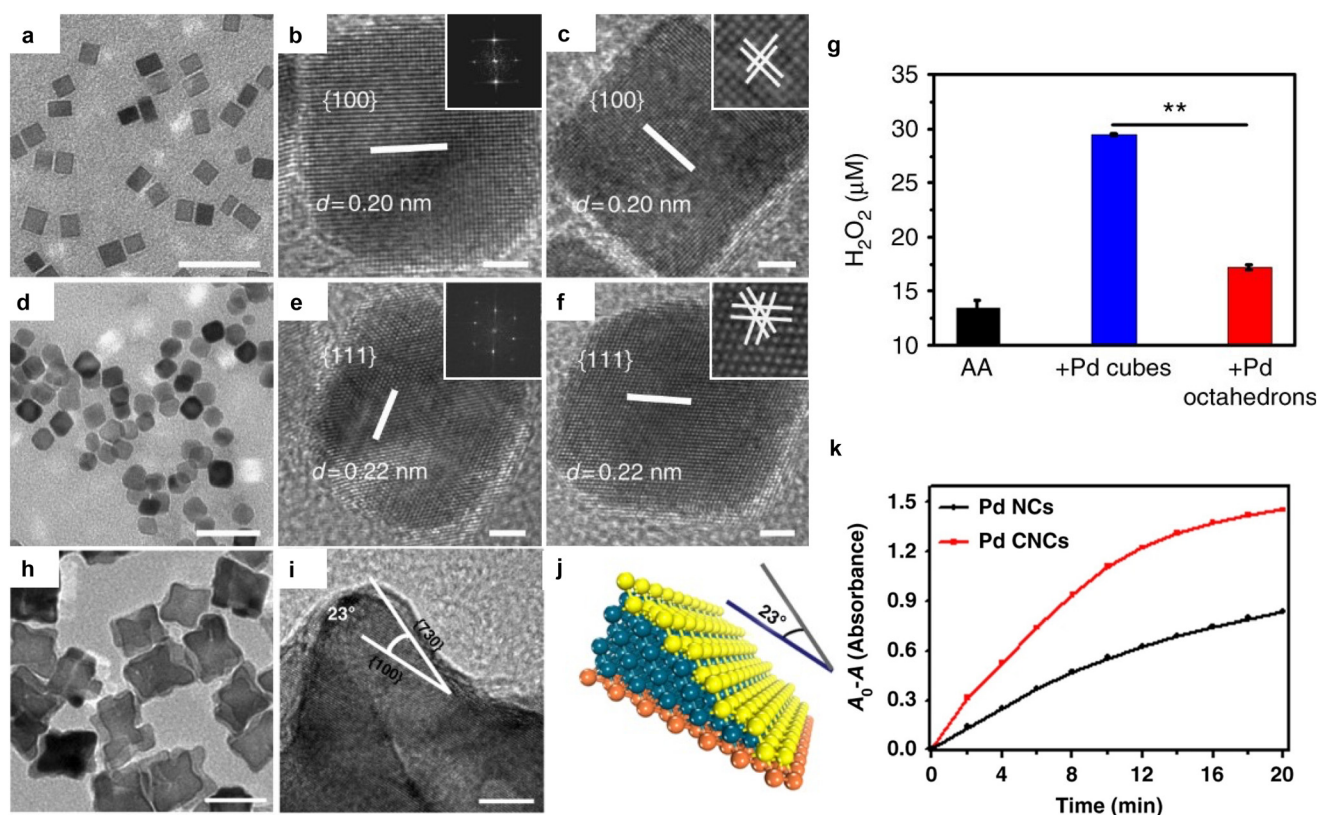 a
{100}
b
d = 0.20 nm
{100}
c
d = 0.20 nm
d
{111}
e
d = 0.22 nm
{111}
f
d = 0.22 nm
g
35
30
25
20
15
10
H₂O₂ (μM)
**
AA
+Pd cubes
+Pd
octahedrons
h
i
23°
{730}
{100}
j
23°
k
1.5
1.2
0.9
0.6
0.3
0.0
A₀-A (Absorbance)
Pd NCs
Pd CNCs
0
4
8
12
16
20
Time (min)